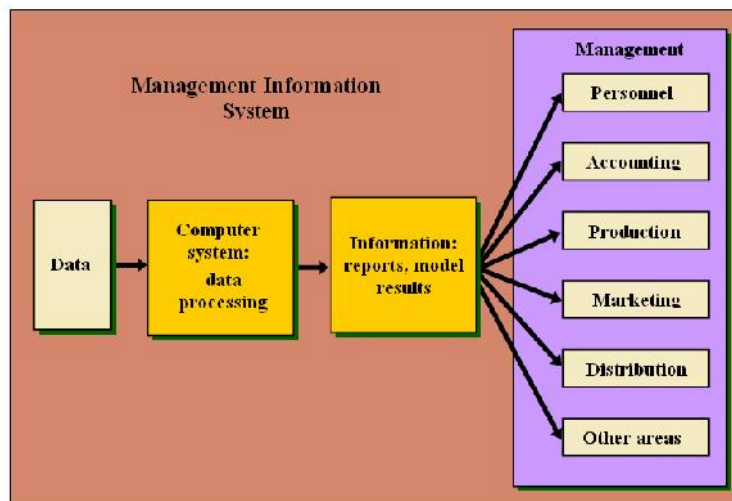 Management Information
System
Data
Computer
system:
data
processing
Information:
reports, model
results
Management
Personnel
Accounting
Production
Marketing
Distribution
Other areas